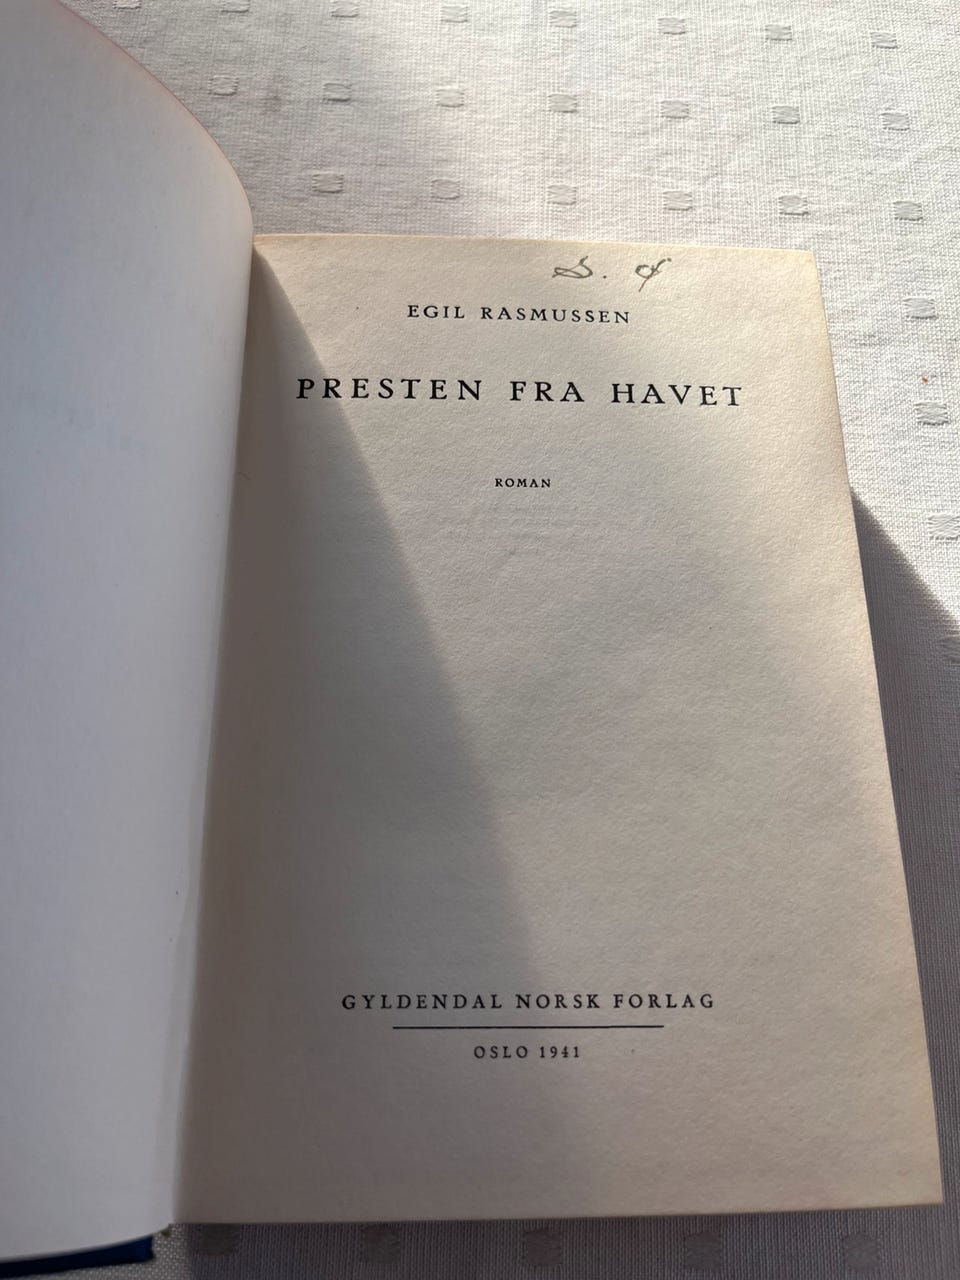 EGIL RASMUSSEN
PRESTEN FRA HAVET
ROMAN
GYLDENDAL NORSK FORLAG
OSLO 1941